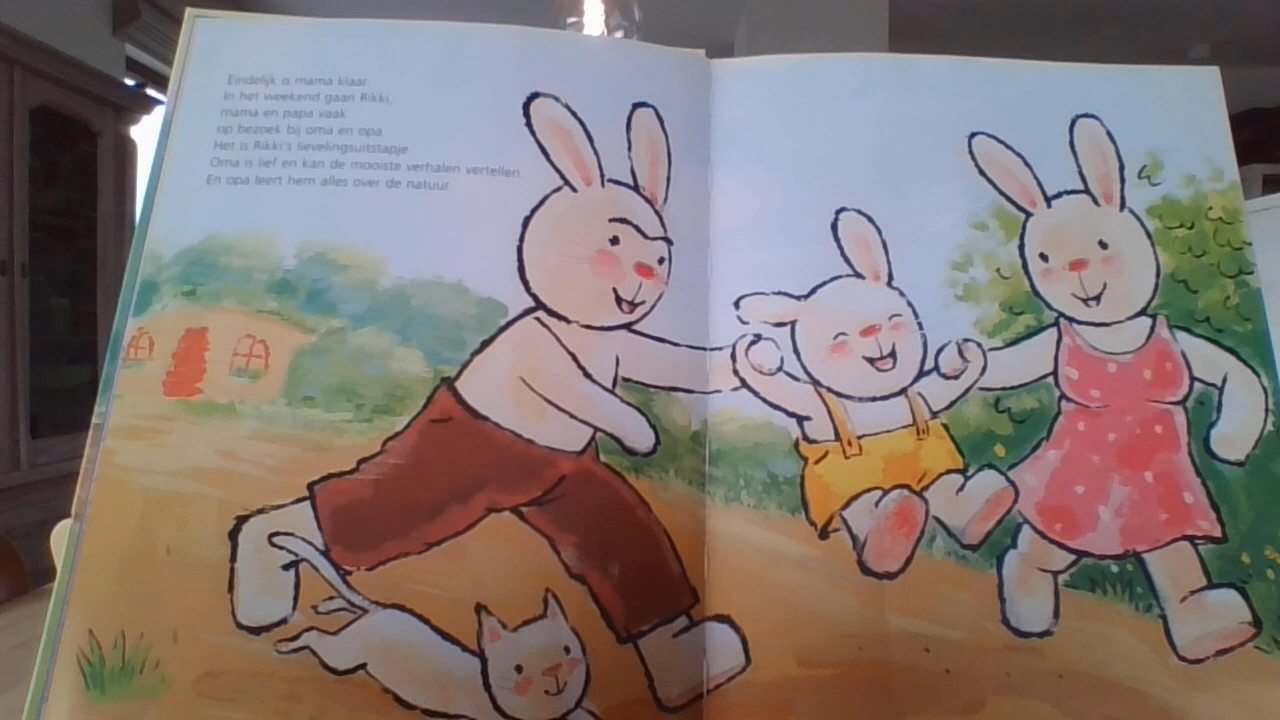 Eindelijk is mama klaar.
In het weekend gaan Rikki,
mama en papa vaak
op bezoek bij oma en opa.
Het is Rikki's lievelingsuitstapje.
Oma is lief en kan de mooiste verhalen vertellen.
En opa leert hem alles over de natuur.